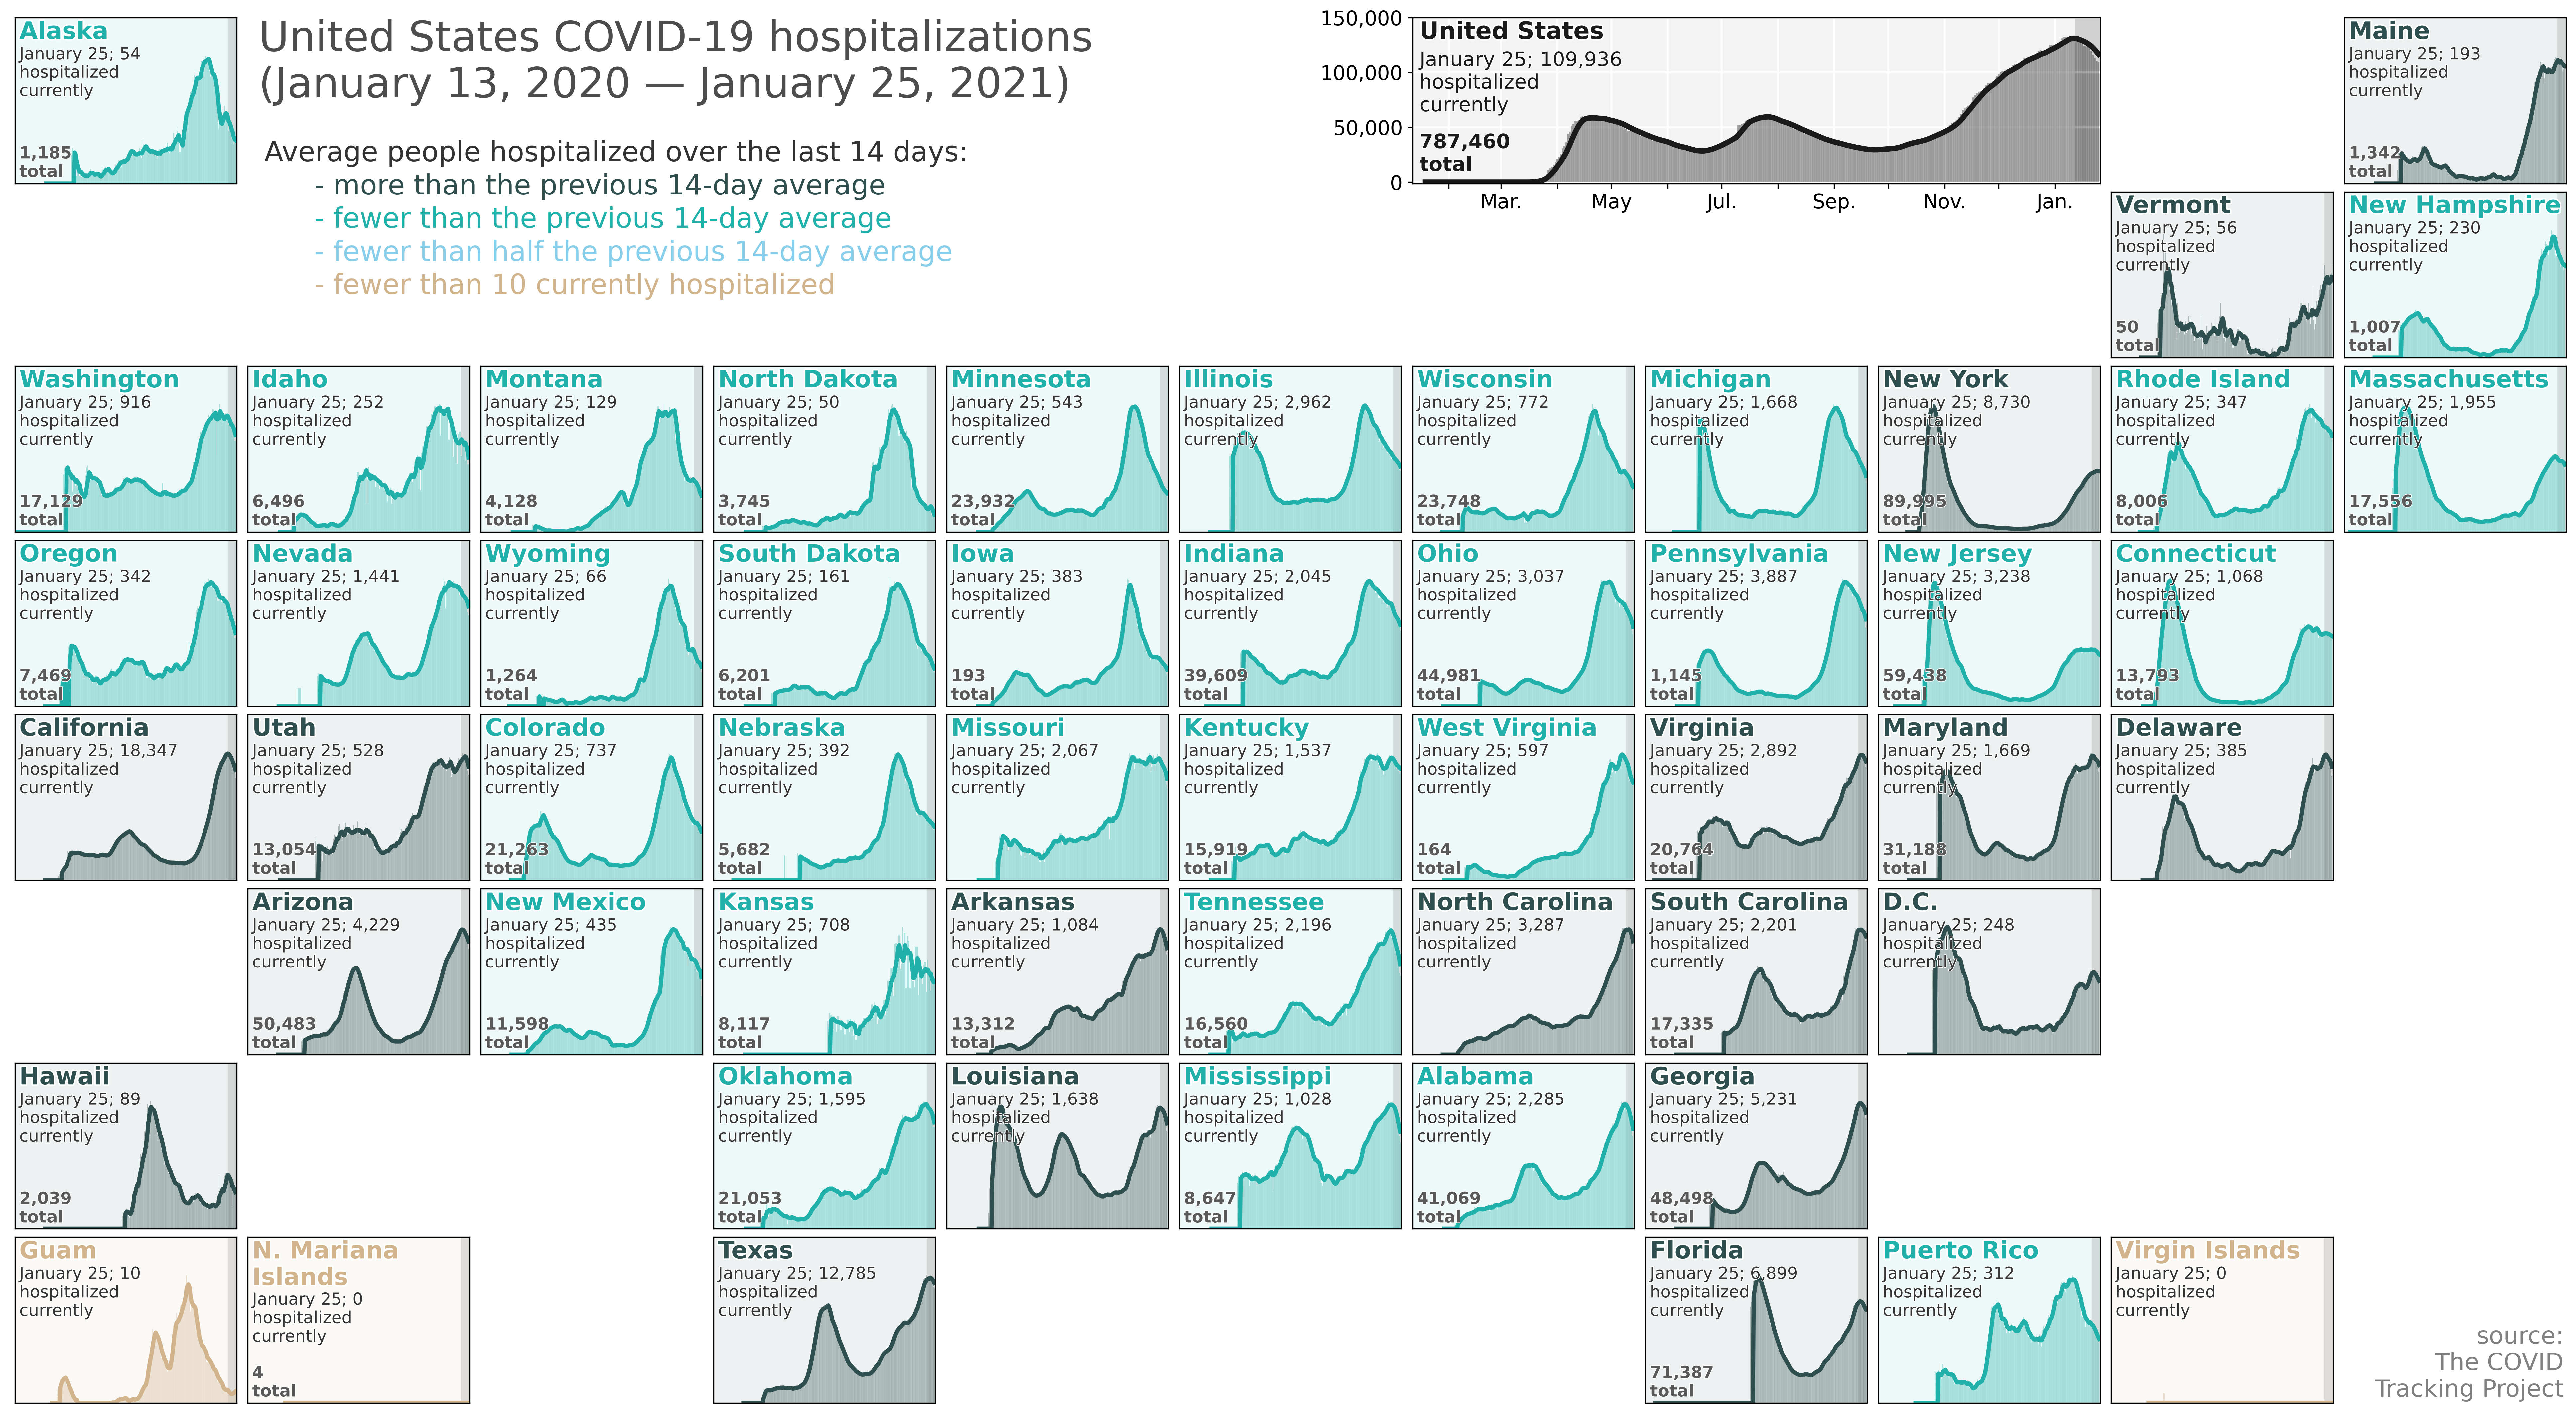 United States COVID-19 hospitalizations
(January 13, 2020 — January 25, 2021)
Average people hospitalized over the last 14 days:
- more than the previous 14-day average
- fewer than the previous 14-day average
- fewer than half the previous 14-day average
- fewer than 10 currently hospitalized
Alaska
January 25; 54
hospitalized
currently
1,185
total
150,000
100,000
50,000
0
United States
January 25; 109,936
hospitalized
currently
787,460
total
Mar.
May
Jul.
Sep.
Nov.
Jan.
Maine
January 25; 193
hospitalized
currently
1,342
total
Vermont
January 25; 56
hospitalized
currently
50
total
New Hampshire
January 25; 230
hospitalized
currently
1,007
total
Washington
January 25; 916
hospitalized
currently
17,129
total
Idaho
January 25; 252
hospitalized
currently
6,496
total
Montana
January 25; 129
hospitalized
currently
4,128
total
North Dakota
January 25; 50
hospitalized
currently
3,745
total
Minnesota
January 25; 543
hospitalized
currently
23,932
total
Illinois
January 25; 2,962
hospitalized
currently
Wisconsin
January 25; 772
hospitalized
currently
23,748
total
Michigan
January 25; 1,668
hospitalized
currently
New York
January 25; 8,730
hospitalized
currently
89,995
total
Rhode Island
January 25; 347
hospitalized
currently
8,006
total
Massachusetts
January 25; 1,955
hospitalized
currently
17,556
total
Oregon
January 25; 342
hospitalized
currently
7,469
total
Nevada
January 25; 1,441
hospitalized
currently
Wyoming
January 25; 66
hospitalized
currently
1,264
total
South Dakota
January 25; 161
hospitalized
currently
6,201
total
Iowa
January 25; 383
hospitalized
currently
193
total
Indiana
January 25; 2,045
hospitalized
currently
39,609
total
Ohio
January 25; 3,037
hospitalized
currently
44,981
total
Pennsylvania
January 25; 3,887
hospitalized
currently
1,145
total
New Jersey
January 25; 3,238
hospitalized
currently
59,438
total
Connecticut
January 25; 1,068
hospitalized
currently
13,793
total
California
January 25; 18,347
hospitalized
currently
Utah
January 25; 528
hospitalized
currently
13,054
total
Colorado
January 25; 737
hospitalized
currently
21,263
total
Nebraska
January 25; 392
hospitalized
currently
5,682
total
Missouri
January 25; 2,067
hospitalized
currently
Kentucky
January 25; 1,537
hospitalized
currently
15,919
total
West Virginia
January 25; 597
hospitalized
currently
164
total
Virginia
January 25; 2,892
hospitalized
currently
20,764
total
Maryland
January 25; 1,669
hospitalized
currently
31,188
total
Delaware
January 25; 385
hospitalized
currently
Arizona
January 25; 4,229
hospitalized
currently
50,483
total
New Mexico
January 25; 435
hospitalized
currently
11,598
total
Kansas
January 25; 708
hospitalized
currently
8,117
total
Arkansas
January 25; 1,084
hospitalized
currently
13,312
total
Tennessee
January 25; 2,196
hospitalized
currently
16,560
total
North Carolina
January 25; 3,287
hospitalized
currently
South Carolina
January 25; 2,201
hospitalized
currently
17,335
total
D.C.
January 25; 248
hospitalized
currently
Hawaii
January 25; 89
hospitalized
currently
2,039
total
Oklahoma
January 25; 1,595
hospitalized
currently
21,053
total
Louisiana
January 25; 1,638
hospitalized
currently
Mississippi
January 25; 1,028
hospitalized
currently
8,647
total
Alabama
January 25; 2,285
hospitalized
currently
41,069
total
Georgia
January 25; 5,231
hospitalized
currently
48,498
total
Guam
January 25; 10
hospitalized
currently
N. Mariana
Islands
January 25; 0
hospitalized
currently
4
total
Texas
January 25; 12,785
hospitalized
currently
Florida
January 25; 6,899
hospitalized
currently
71,387
total
Puerto Rico
January 25; 312
hospitalized
currently
Virgin Islands
January 25; 0
hospitalized
currently
source:
The COVID
Tracking Project